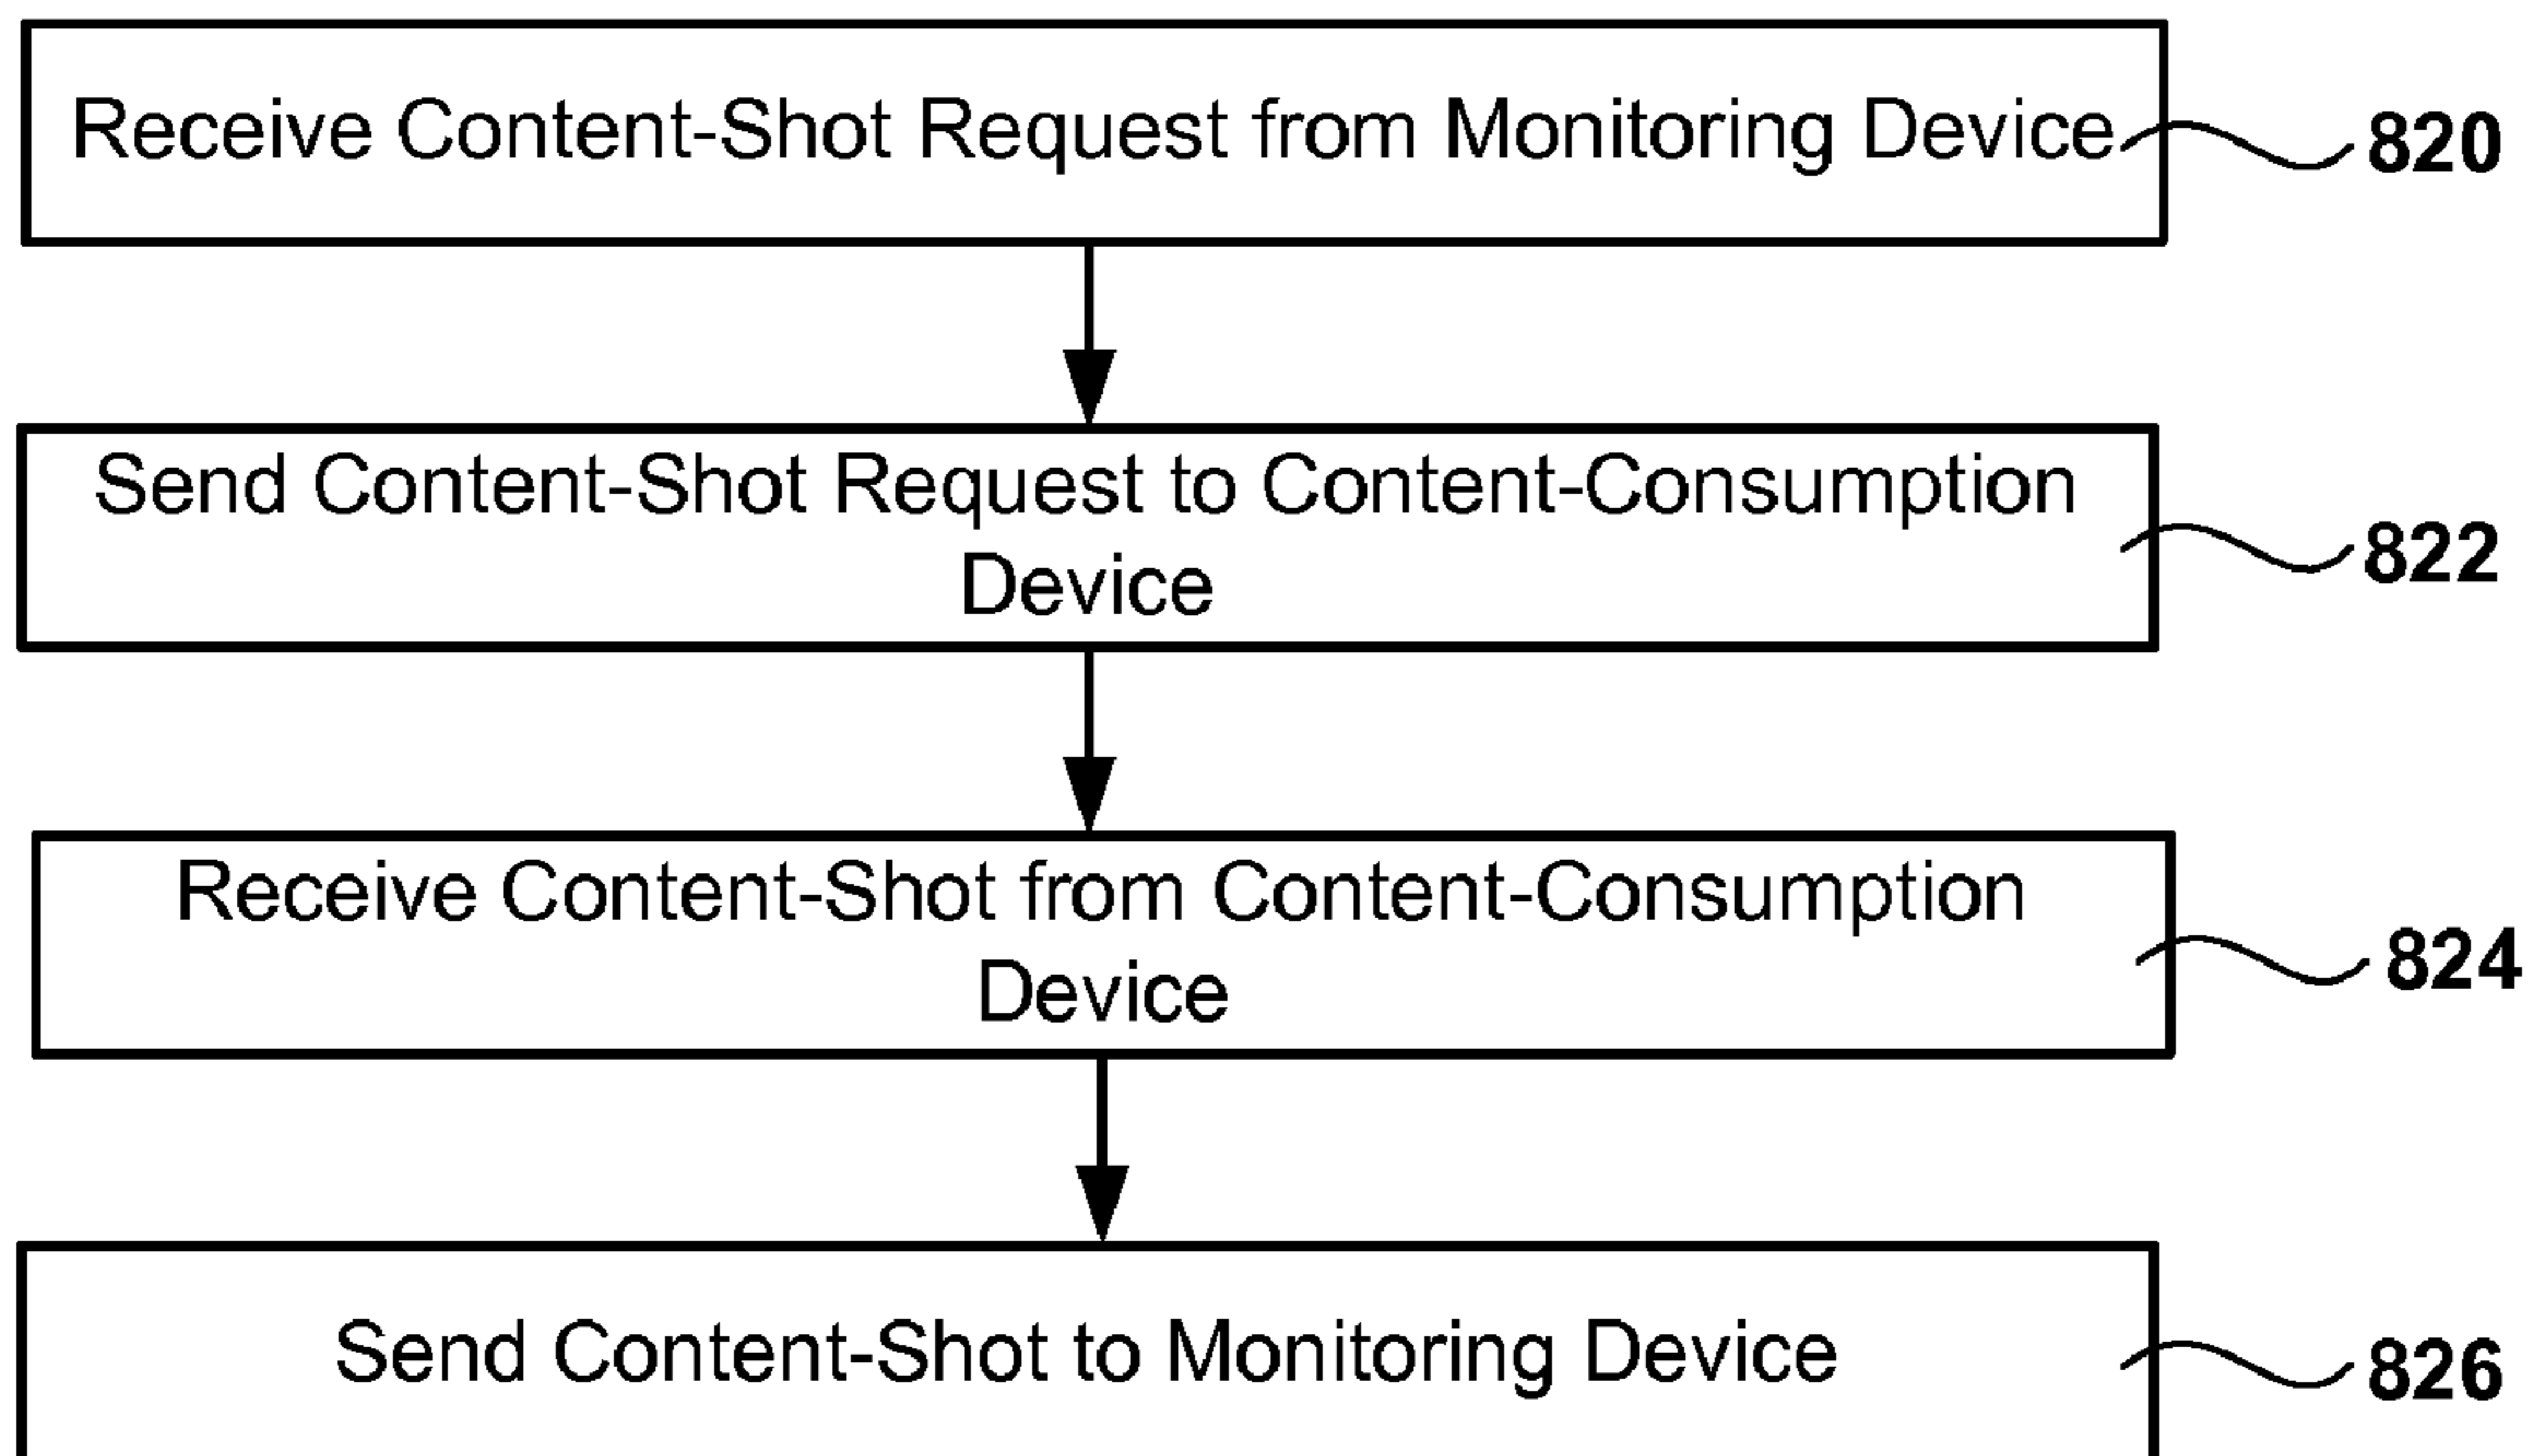 Receive Content-Shot Request from Monitoring Device
820
Send Content-Shot Request to Content-Consumption
Device
822
Receive Content-Shot from Content-Consumption
Device
824
Send Content-Shot to Monitoring Device
826